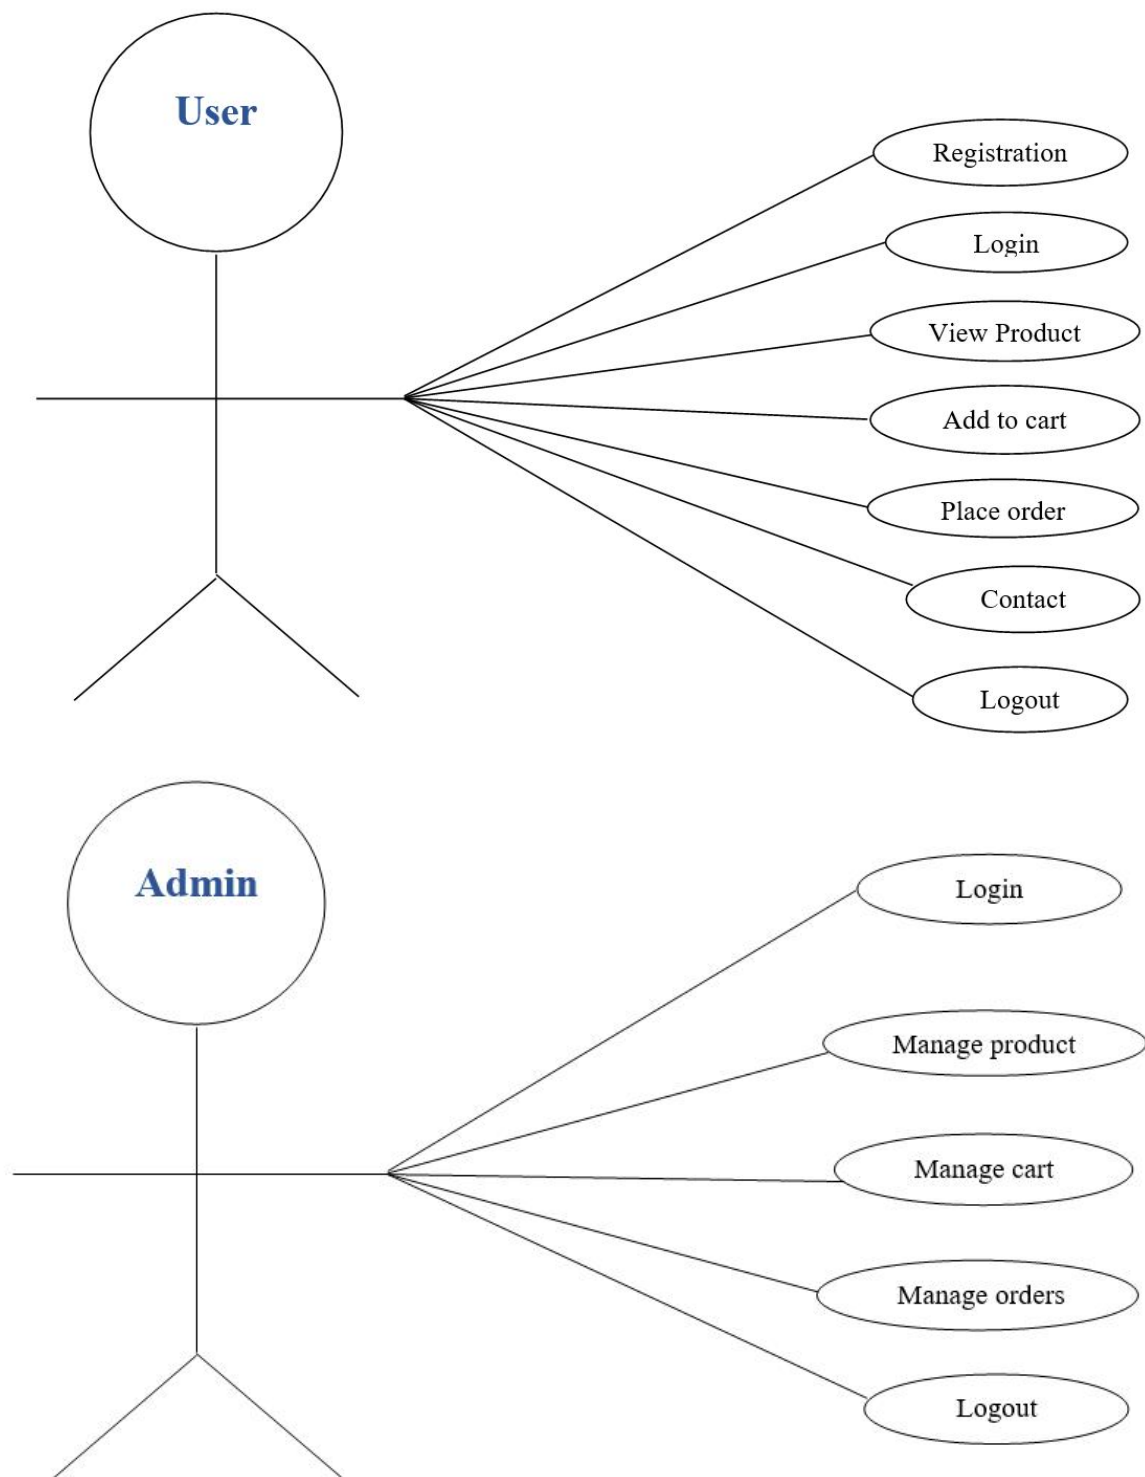 User
Registration
Login
View Product
Add to cart
Place order
Contact
Logout
Admin
Login
Manage product
Manage cart
Manage orders
Logout